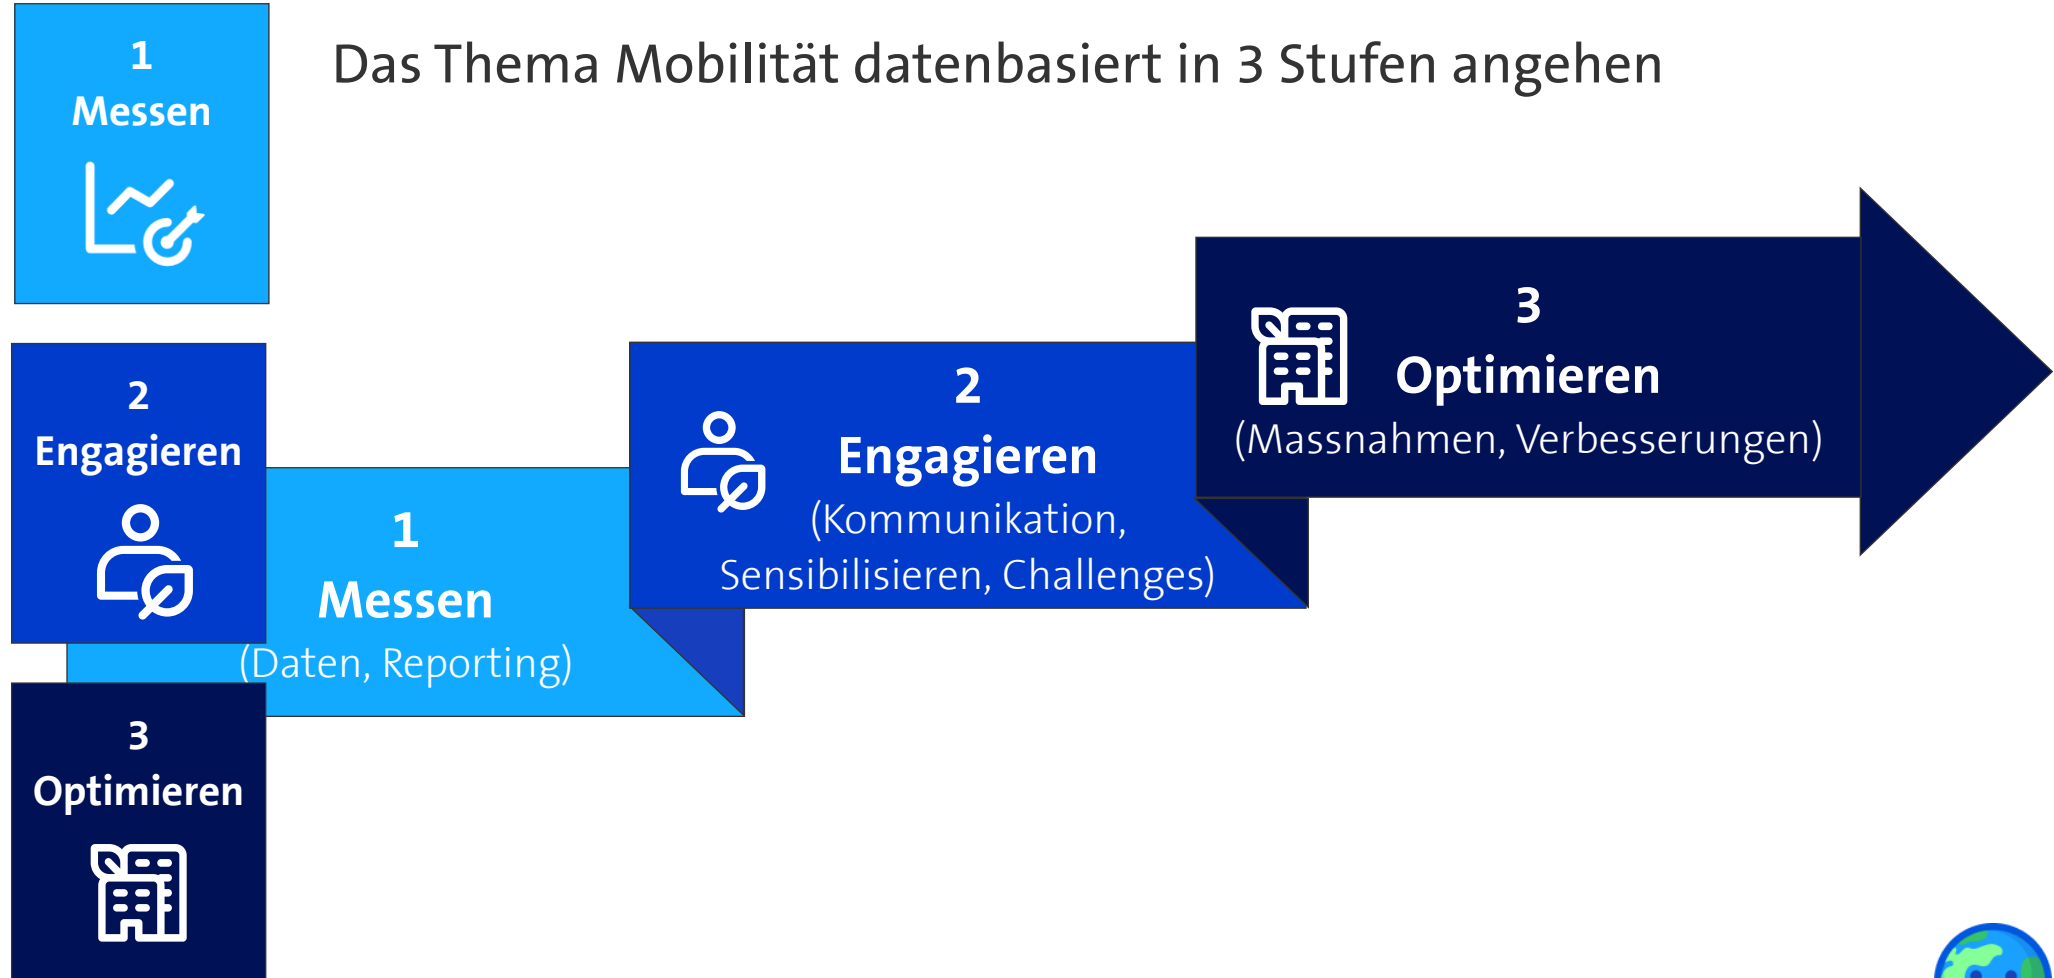 Das Thema Mobilität datenbasiert in 3 Stufen angehen
1
Messen
2
Engagieren
3
Optimieren
1
Messen
(Daten, Reporting)
2
Engagieren
(Kommunikation,
Sensibilisieren, Challenges)
3
Optimieren
(Massnahmen, Verbesserungen)